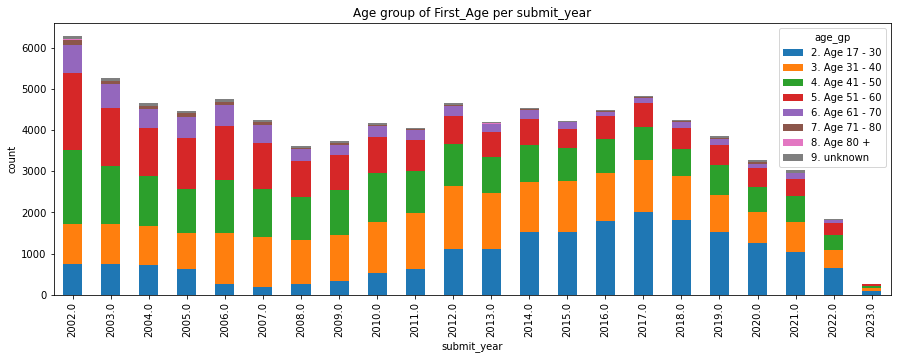 Age group of First_Age per submit_year
count
6000
5000
4000
3000
2000
1000
0
age_gp
2. Age 17 - 30
3. Age 31 - 40
4. Age 41 - 50
5. Age 51 - 60
6. Age 61 - 70
7. Age 71 - 80
8. Age 80 +
9. unknown
2002.0
2003.0
2004.0
2005.0
2006.0
2007.0
2008.0
2009.0
2010.0
2011.0
2012.0
2013.0
2014.0
2015.0
2016.0
2017.0
2018.0
2019.0
2020.0
2021.0
2022.0
2023.0
submit_year